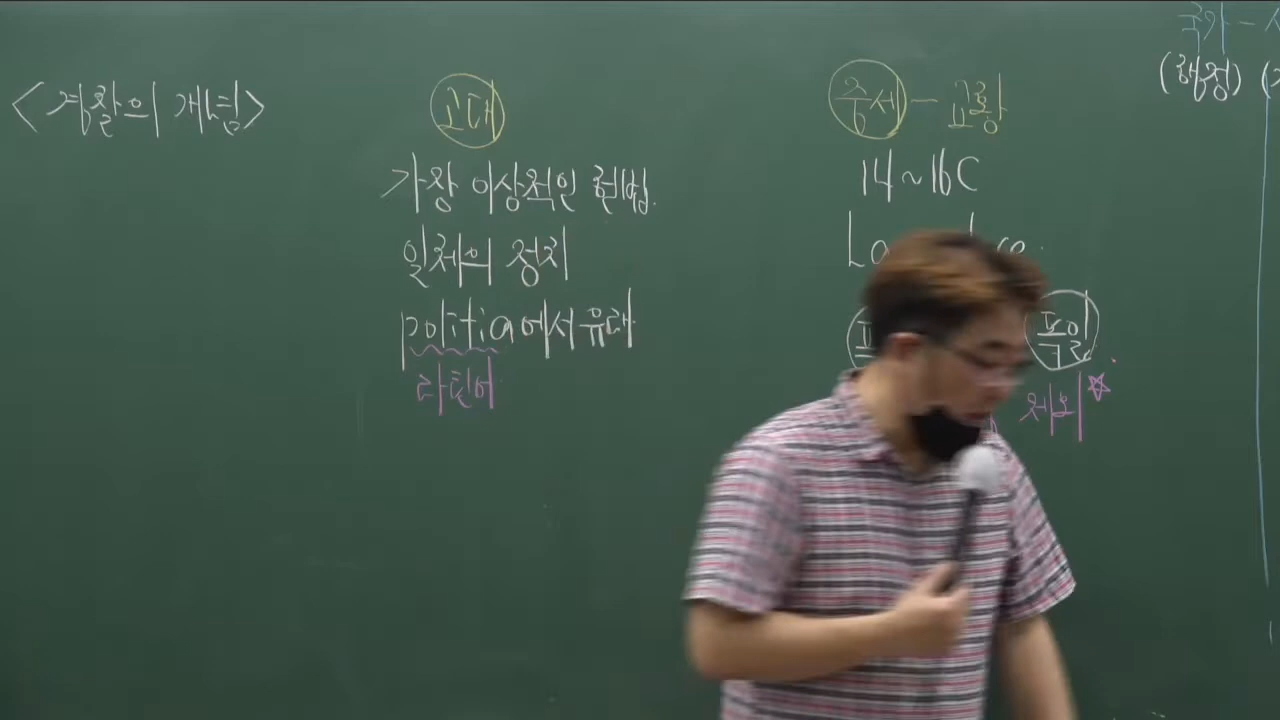 <경찰의 개념>
고대
가장 이상적인 헌법.
일체의 정치
politia에서 유래
라틴어
중세 - 교황
14~16C
제외 ☆
국가 -
(행정)